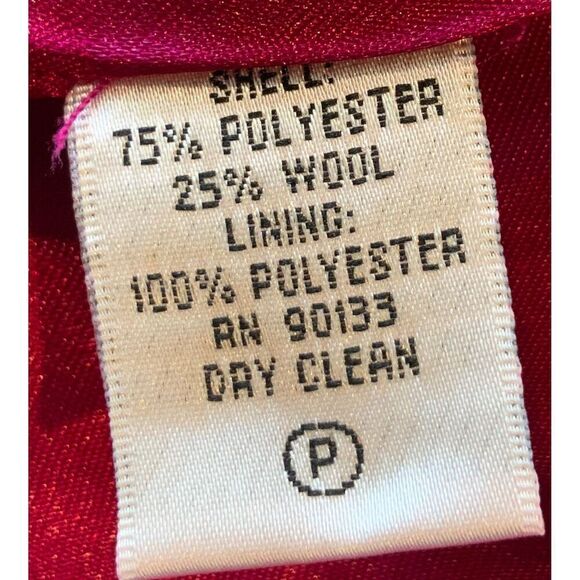 SHELL:
75% POLYESTER
25% WOOL
LINING:
100% POLYESTER
RN 90133
DRY CLEAN
P